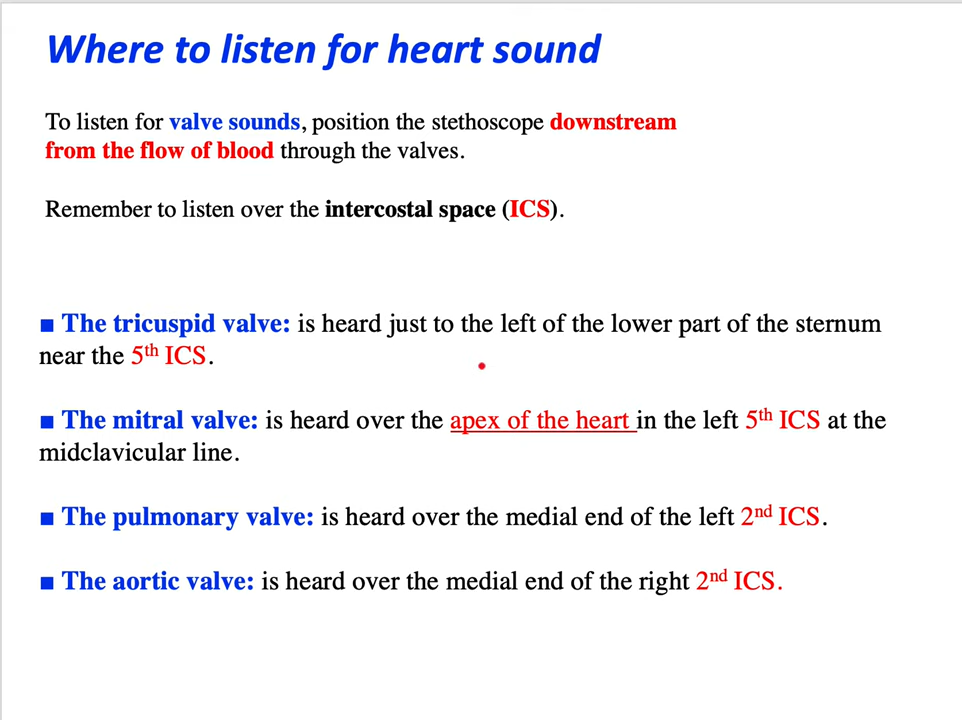 Where to listen for heart sound
To listen for valve sounds, position the stethoscope downstream
from the flow of blood through the valves.
Remember to listen over the intercostal space (ICS).
■ The tricuspid valve: is heard just to the left of the lower part of the sternum
near the 5th ICS.
■ The mitral valve: is heard over the apex of the heart in the left 5th ICS at the
midclavicular line.
■ The pulmonary valve: is heard over the medial end of the left 2nd ICS.
■ The aortic valve: is heard over the medial end of the right 2nd ICS.